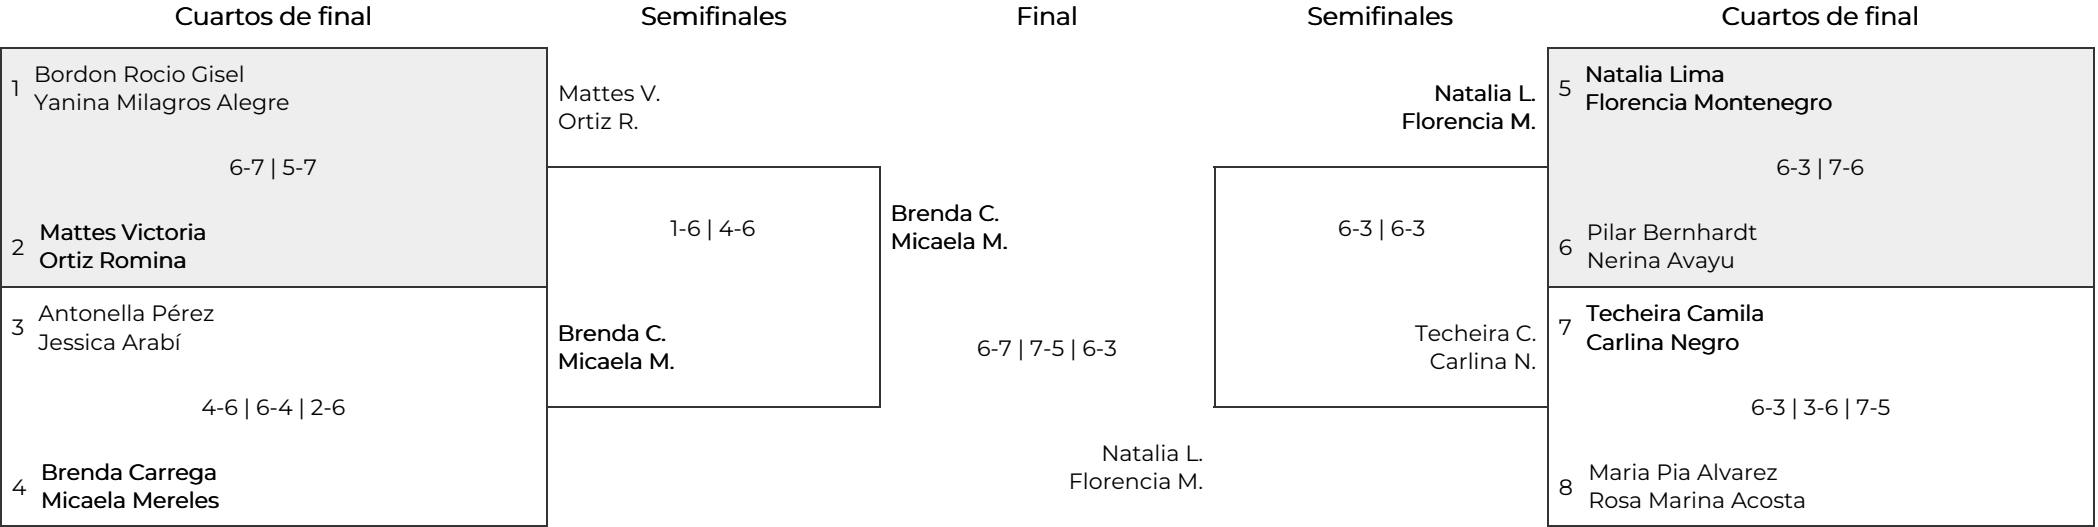 Cuartos de final
Semifinales
Final
Semifinales
Cuartos de final
1
Bordon Rocio Gisel
Yanina Milagros Alegre
6-7 | 5-7
2
Mattes Victoria
Ortiz Romina
3
Antonella Pérez
Jessica Arabí
4-6 | 6-4 | 2-6
4
Brenda Carrega
Micaela Mereles
Mattes V.
Ortiz R.
1-6 | 4-6
Brenda C.
Micaela M.
Brenda C.
Micaela M.
6-7 | 7-5 | 6-3
Natalia L.
Florencia M.
Natalia L.
Florencia M.
6-3 | 6-3
Techeira C.
Carlina N.
5
Natalia Lima
Florencia Montenegro
6-3 | 7-6
6
Pilar Bernhardt
Nerina Avayu
7
Techeira Camila
Carlina Negro
6-3 | 3-6 | 7-5
8
Maria Pia Alvarez
Rosa Marina Acosta